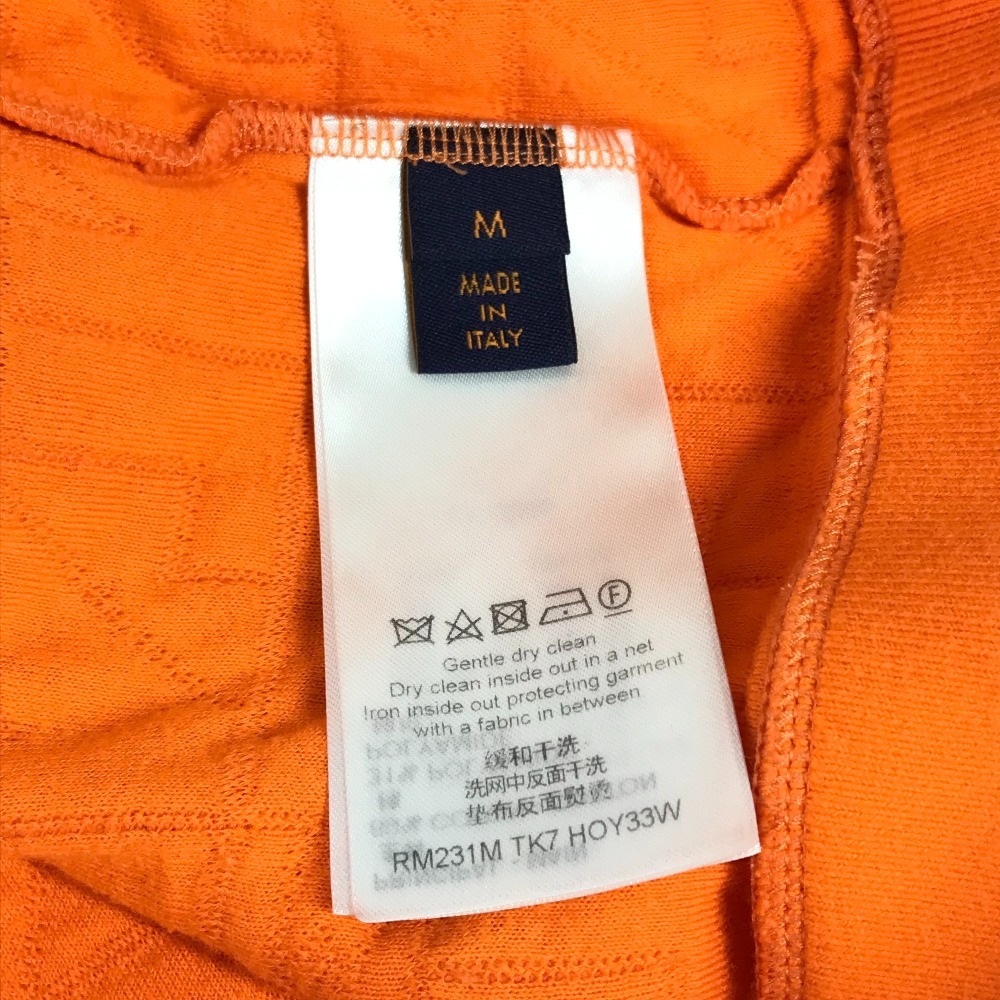 M
MADE
IN
ITALY
F
Gentle dry clean
Dry clean inside out in a net
Iron inside out protecting garment
with a fabric in between
缓和干洗
洗网中反面干洗
垫布反面熨烫
RM231M TK7 HOY33W